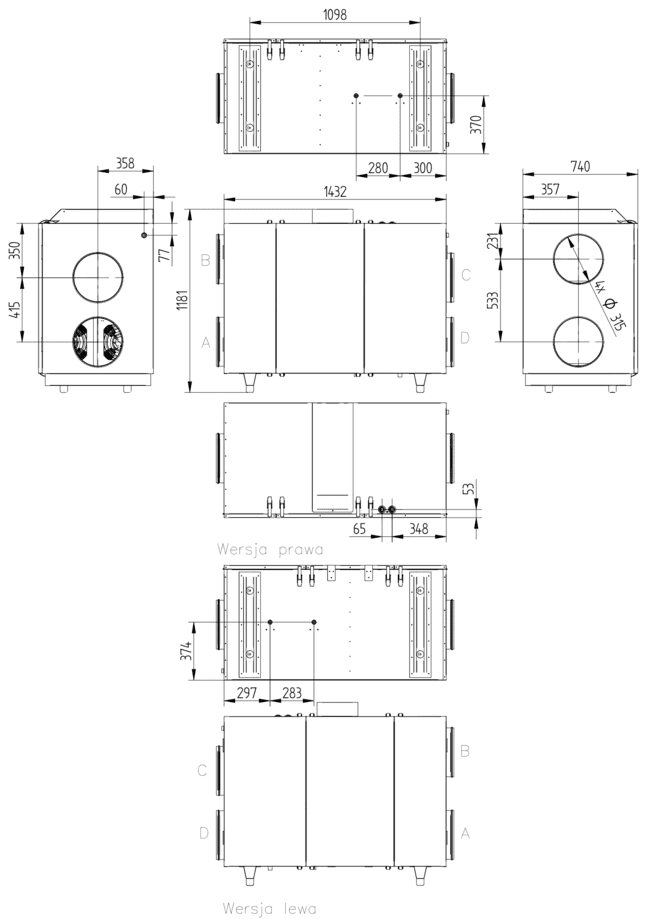 1098
370
280
300
358
60
350
77
415
1432
1181
B
A
C
D
740
357
231
533
4x Ø 315
53
65
348
Wersja prawa
374
297
283
C
D
B
A
Wersja lewa